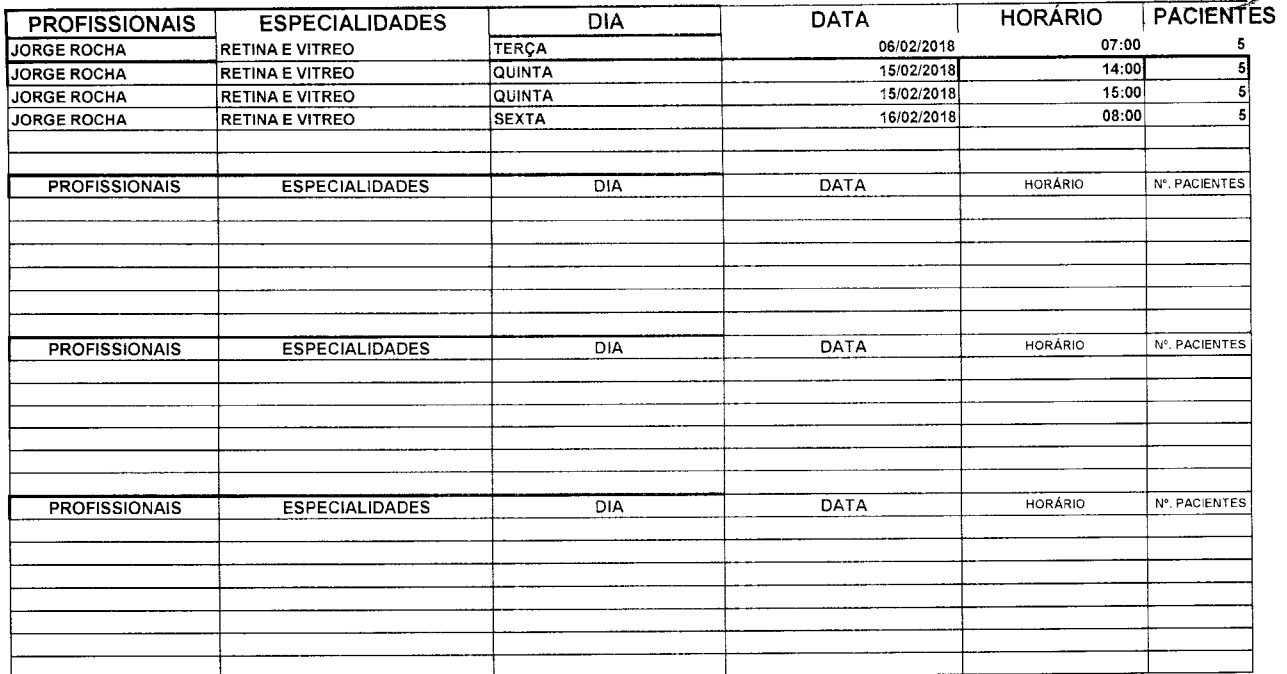 PROFISSIONAIS ESPECIALIDADES DIA DATA HORÁRIO PACIENTES
JORGE ROCHA RETINA E VITREO TERÇA 06/02/2018 07:00 5
JORGE ROCHA RETINA E VITREO QUINTA 15/02/2018 14:00 5
JORGE ROCHA RETINA E VITREO QUINTA 15/02/2018 15:00 5
JORGE ROCHA RETINA E VITREO SEXTA 16/02/2018 08:00 5
PROFISSIONAIS ESPECIALIDADES DIA DATA HORÁRIO Nº. PACIENTES
PROFISSIONAIS ESPECIALIDADES DIA DATA HORÁRIO Nº. PACIENTES
PROFISSIONAIS ESPECIALIDADES DIA DATA HORÁRIO Nº. PACIENTES